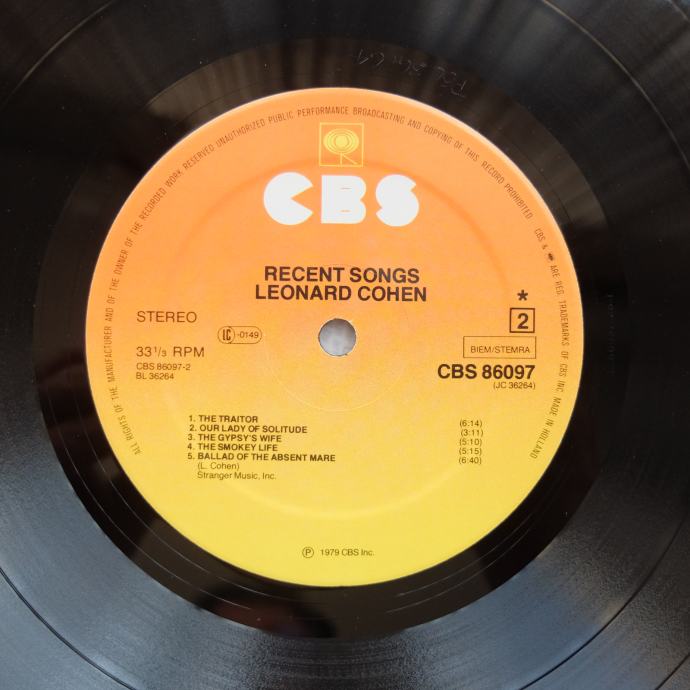 ALL RIGHTS OF THE MANUFACTURER AND OF THE OWNER OF THE RECORDED WORK RESERVED UNAUTHORIZED PUBLIC PERFORMANCE BROADCASTING AND COPYING OF THIS RECORD PROHIBITED CBS & ARE REG. TRADEMARKS OF CBS INC. MADE IN HOLLAND
CBS
RECENT SONGS
LEONARD COHEN
STEREO
IC -0149
*
2
33 1/3 RPM
BIEM/STEMRA
CBS 86097-2
CBS 86097
BL 36264
(JC 36264)
1. THE TRAITOR (6:14)
2. OUR LADY OF SOLITUDE (3:11)
3. THE GYPSY'S WIFE (5:10)
4. THE SMOKEY LIFE (5:15)
5. BALLAD OF THE ABSENT MARE (6:40)
(L. Cohen)
Stranger Music, Inc.
℗ 1979 CBS Inc.